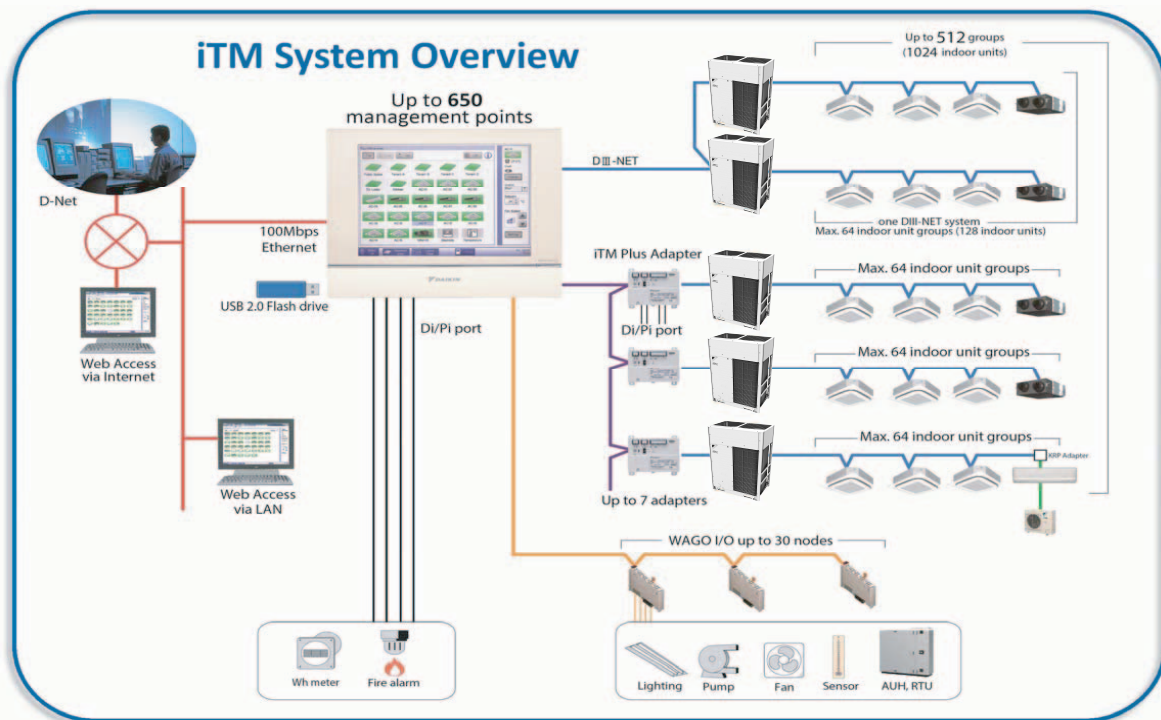 iTM System Overview
Up to 650
management points
Up to 512 groups
(1024 indoor units)
DIII-NET
D-Net
one DIII-NET system
Max. 64 indoor unit groups (128 indoor units)
100Mbps
Ethernet
iTM Plus Adapter
Max. 64 indoor unit groups
DAIKIN
USB 2.0 Flash drive
Di/Pi port
Di/Pi port
Web Access
via Internet
Max. 64 indoor unit groups
Max. 64 indoor unit groups
KRP Adapter
Web Access
via LAN
Up to 7 adapters
WAGO I/O up to 30 nodes
Wh meter
Fire alarm
Lighting
Pump
Fan
Sensor
AUH, RTU